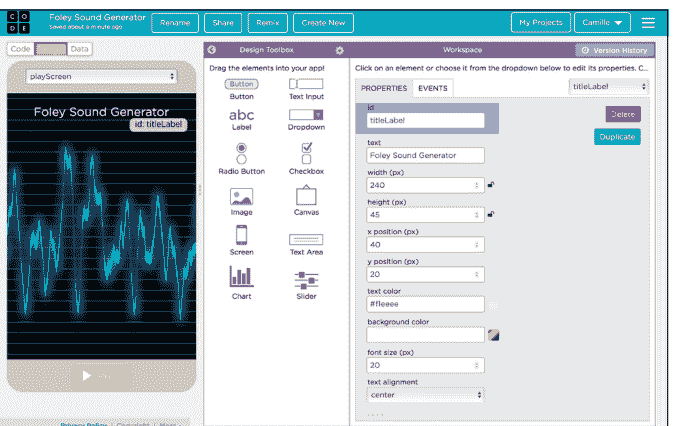 C O
D E
Foley Sound Generator
Saved about a minute ago
Rename
Share
Remix
Create New
My Projects
Camille
Code
Data
Design Toolbox
Workspace
Version History
playScreen
Foley Sound Generator
id: titleLabel
Drag the elements into your app!
Button
Button
Text Input
abc
Label
Dropdown
Radio Button
Checkbox
Image
Canvas
Screen
Text Area
Chart
Slider
Click on an element or choose it from the dropdown below to edit its properties. C...
PROPERTIES
EVENTS
titleLabel
id
titleLabel
Delete
Duplicate
text
Foley Sound Generator
width (px)
240
height (px)
45
x position (px)
40
y position (px)
20
text color
background color
font size (px)
20
text alignment
center
Privacy Policy | Copyright | More